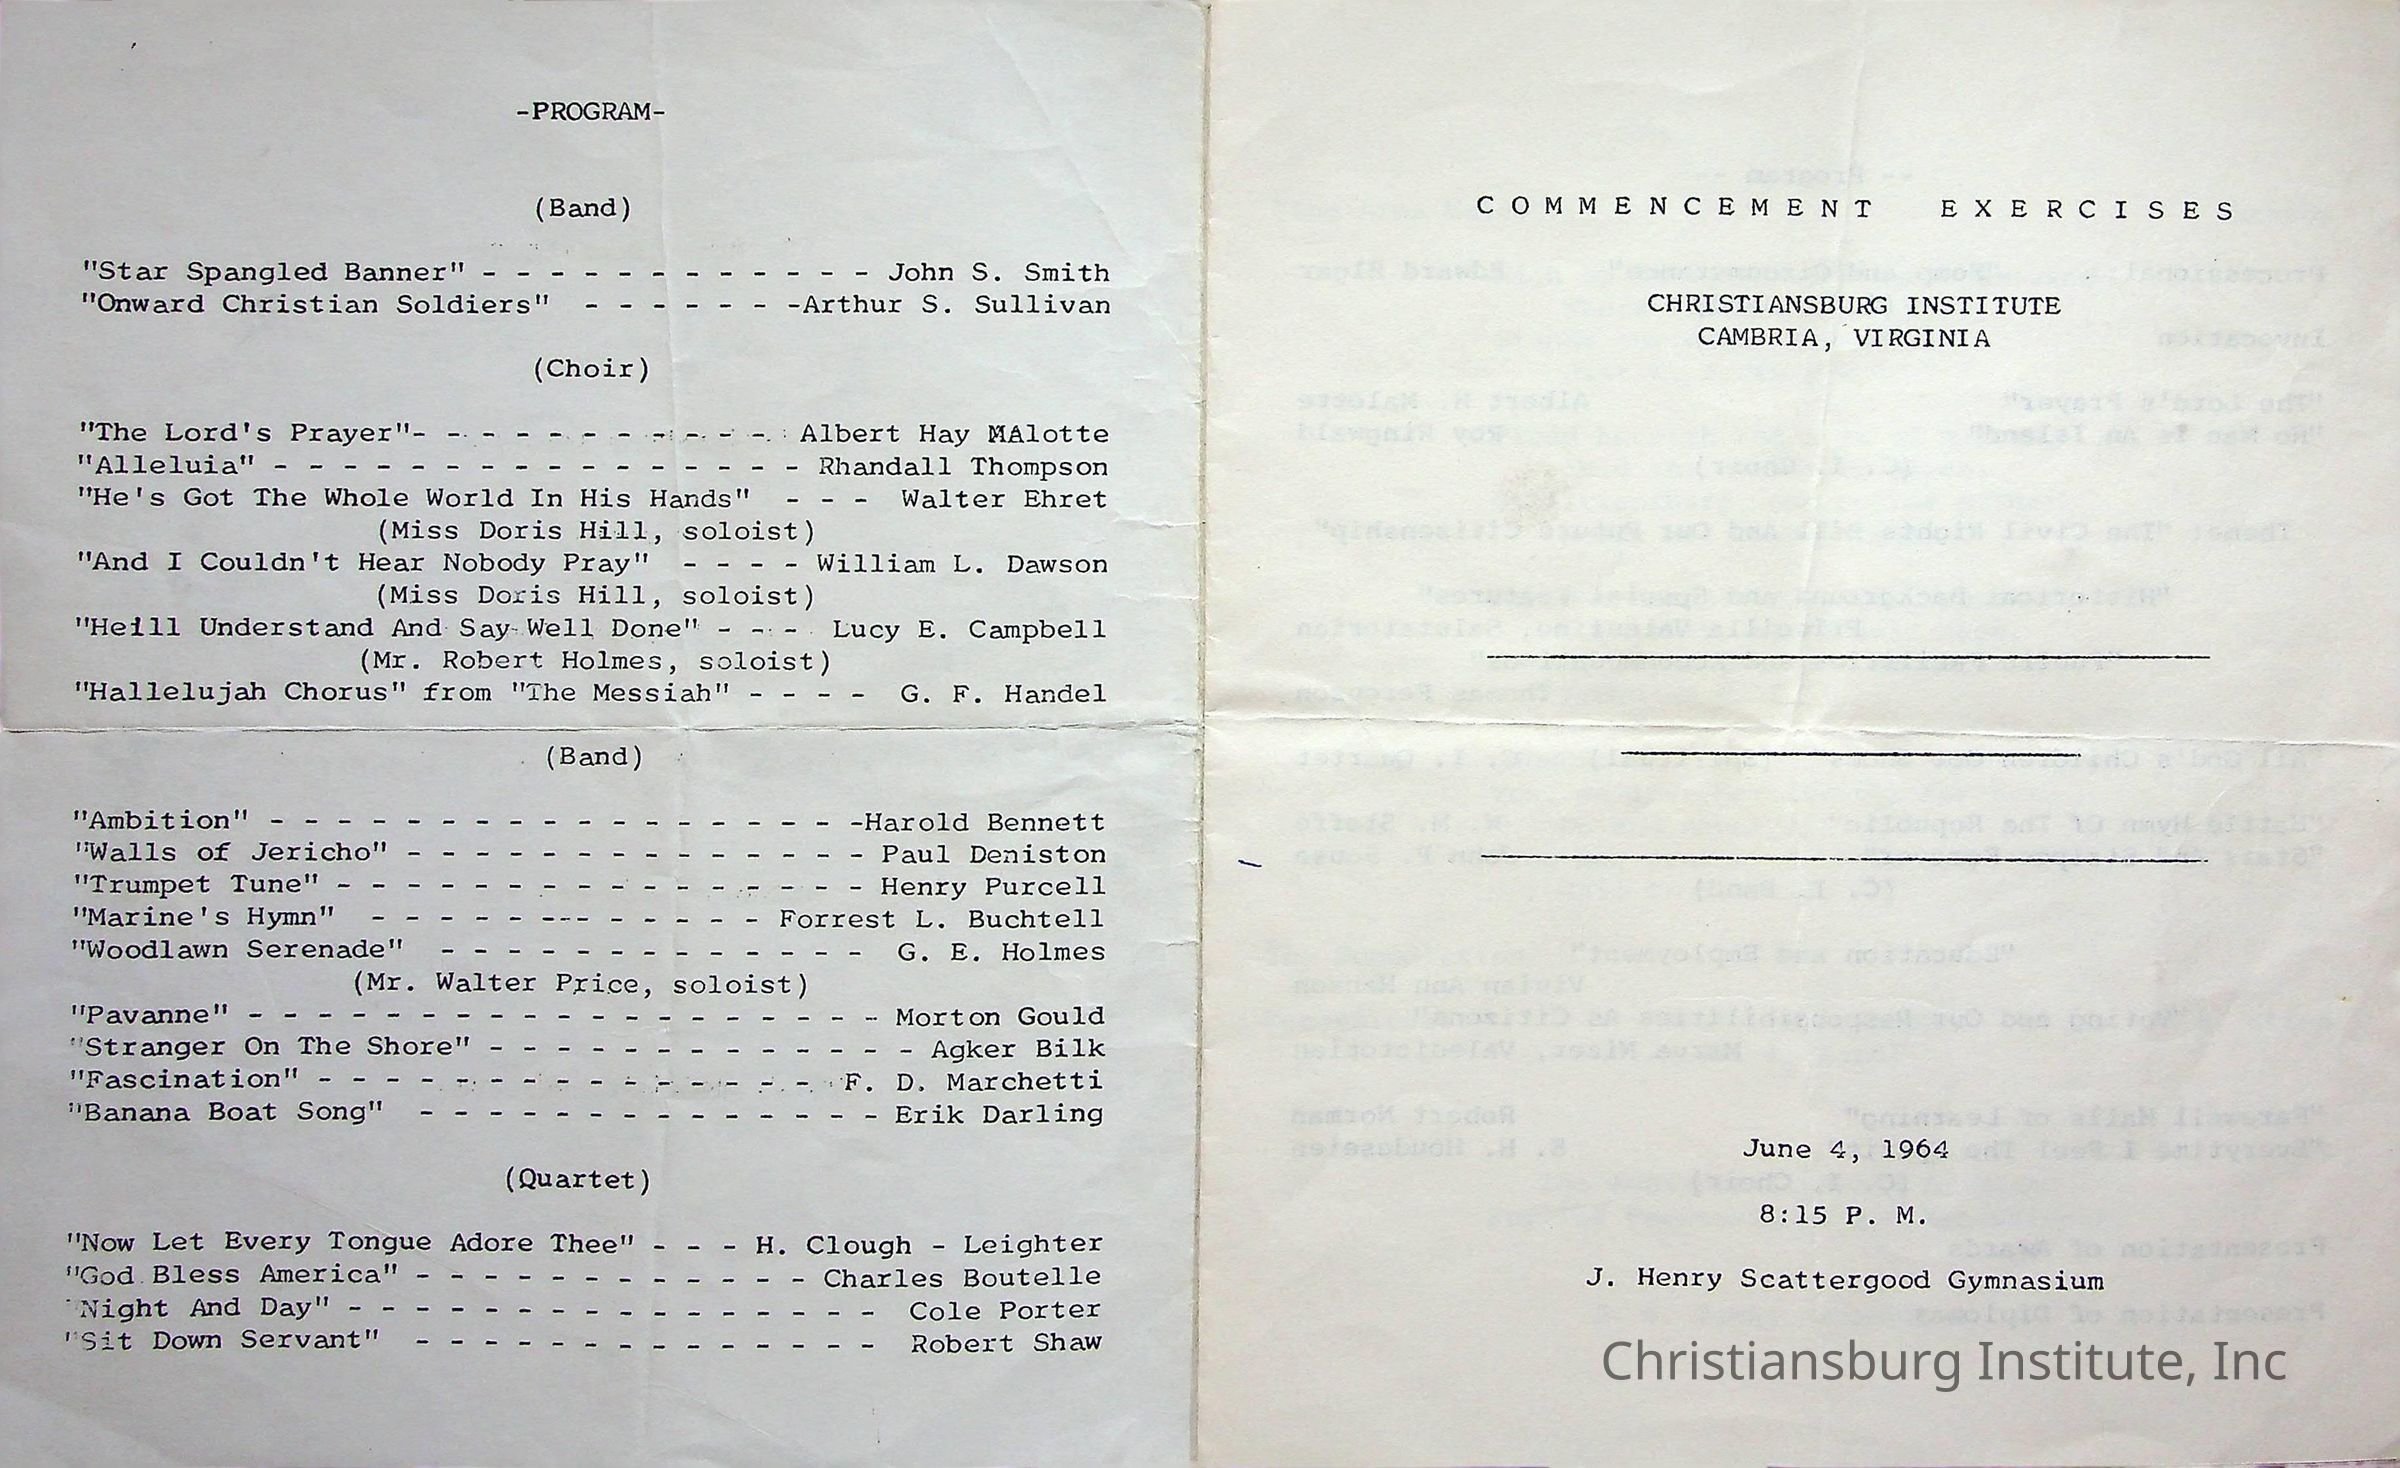 -PROGRAM-
(Band)
"Star Spangled Banner" - - - - - - - - - - - - John S. Smith
"Onward Christian Soldiers" - - - - - - -Arthur S. Sullivan
(Choir)
"The Lord's Prayer"- - - - - - - - - - - - Albert Hay MAlotte
"Alleluia" - - - - - - - - - - - - - - - - Rhandall Thompson
"He's Got The Whole World In His Hands" - - - Walter Ehret
(Miss Doris Hill, soloist)
"And I Couldn't Hear Nobody Pray" - - - - William L. Dawson
(Miss Doris Hill, soloist)
"Heill Understand And Say Well Done" - - - Lucy E. Campbell
(Mr. Robert Holmes, soloist)
"Hallelujah Chorus" from "The Messiah" - - - - G. F. Handel
(Band)
"Ambition" - - - - - - - - - - - - - - - - - -Harold Bennett
"Walls of Jericho" - - - - - - - - - - - - - - Paul Deniston
"Trumpet Tune" - - - - - - - - - - - - - - - - Henry Purcell
"Marine's Hymn" - - - - - --- - - - - - Forrest L. Buchtell
"Woodlawn Serenade" - - - - - - - - - - - - - G. E. Holmes
(Mr. Walter Price, soloist)
"Pavanne" - - - - - - - - - - - - - - - - - - - Morton Gould
"Stranger On The Shore" - - - - - - - - - - - - - Agker Bilk
"Fascination" - - - - - - - - - - - - - - - F. D. Marchetti
"Banana Boat Song" - - - - - - - - - - - - - - Erik Darling
(Quartet)
"Now Let Every Tongue Adore Thee" - - - H. Clough - Leighter
"God Bless America" - - - - - - - - - - - - Charles Boutelle
"Night And Day" - - - - - - - - - - - - - - - - Cole Porter
"Sit Down Servant" - - - - - - - - - - - - - - Robert Shaw
COMMENCEMENT EXERCISES
CHRISTIANSBURG INSTITUTE
CAMBRIA, VIRGINIA
June 4, 1964
8:15 P. M.
J. Henry Scattergood Gymnasium
Christiansburg Institute, Inc